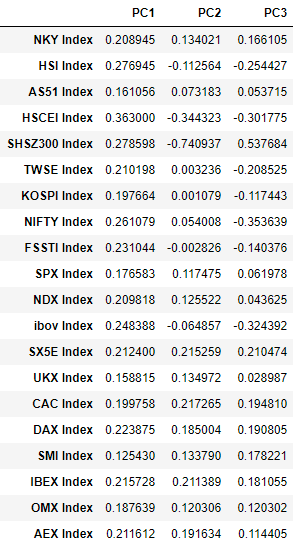 PC1 PC2 PC3
NKY Index 0.208945 0.134021 0.166105
HSI Index 0.276945 -0.112564 -0.254427
AS51 Index 0.161056 0.073183 0.053715
HSCEI Index 0.363000 -0.344323 -0.301775
SHSZ300 Index 0.278598 -0.740937 0.537684
TWSE Index 0.210198 0.003236 -0.208525
KOSPI Index 0.197664 0.001079 -0.117443
NIFTY Index 0.261079 0.054008 -0.353639
FSSTI Index 0.231044 -0.002826 -0.140376
SPX Index 0.176583 0.117475 0.061978
NDX Index 0.209818 0.125522 0.043625
ibov Index 0.248388 -0.064857 -0.324392
SX5E Index 0.212400 0.215259 0.210474
UKX Index 0.158815 0.134972 0.028987
CAC Index 0.199758 0.217265 0.194810
DAX Index 0.223875 0.185004 0.190805
SMI Index 0.125430 0.133790 0.178221
IBEX Index 0.215728 0.211389 0.181055
OMX Index 0.187639 0.120306 0.120302
AEX Index 0.211612 0.191634 0.114405